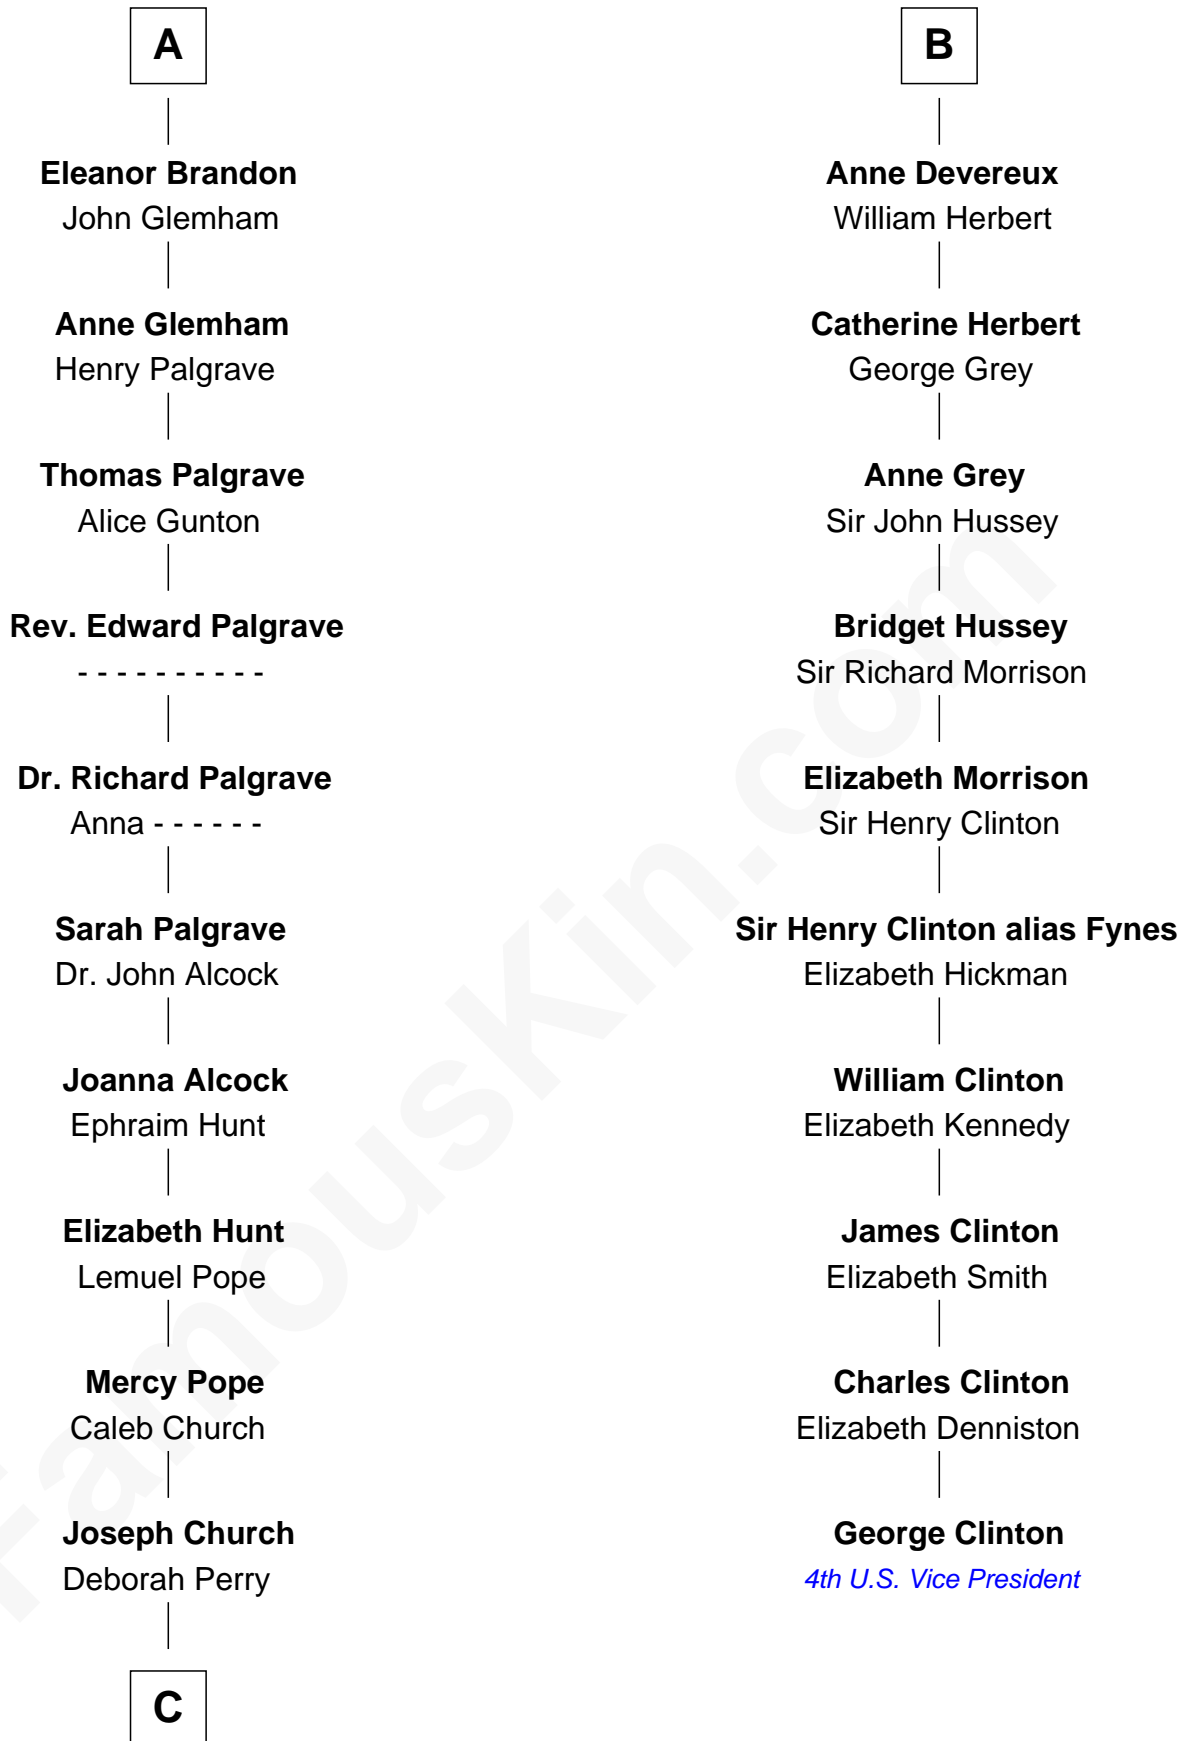 A
Eleanor Brandon
John Glemham
Anne Glemham
Henry Palgrave
Thomas Palgrave
Alice Gunton
Rev. Edward Palgrave
- - - - - - - - - -
Dr. Richard Palgrave
Anna - - - - - -
Sarah Palgrave
Dr. John Alcock
Joanna Alcock
Ephraim Hunt
Elizabeth Hunt
Lemuel Pope
Mercy Pope
Caleb Church
Joseph Church
Deborah Perry
C
B
Anne Devereux
William Herbert
Catherine Herbert
George Grey
Anne Grey
Sir John Hussey
Bridget Hussey
Sir Richard Morrison
Elizabeth Morrison
Sir Henry Clinton
Sir Henry Clinton alias Fynes
Elizabeth Hickman
William Clinton
Elizabeth Kennedy
James Clinton
Elizabeth Smith
Charles Clinton
Elizabeth Denniston
George Clinton
4th U.S. Vice President
FamousKin.com